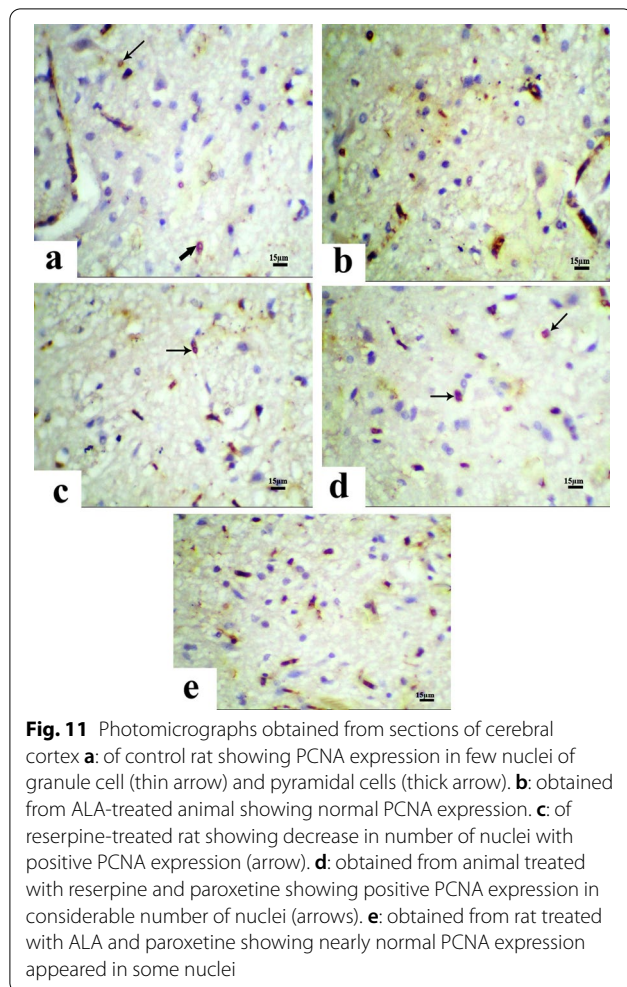 a
15µm
b
15µm
c
15µm
d
15µm
e
15µm
Fig. 11 Photomicrographs obtained from sections of cerebral
cortex a: of control rat showing PCNA expression in few nuclei of
granule cell (thin arrow) and pyramidal cells (thick arrow). b: obtained
from ALA-treated animal showing normal PCNA expression. c: of
reserpine-treated rat showing decrease in number of nuclei with
positive PCNA expression (arrow). d: obtained from animal treated
with reserpine and paroxetine showing positive PCNA expression in
considerable number of nuclei (arrows). e: obtained from rat treated
with ALA and paroxetine showing nearly normal PCNA expression
appeared in some nuclei